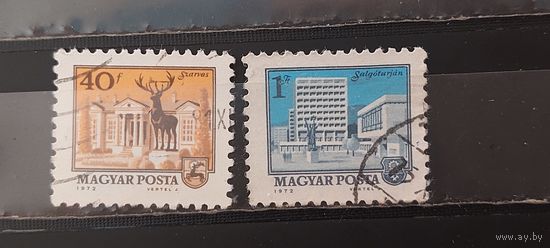 40f Szarvas
MAGYAR POSTA
1972 VERTEL J.
1Ft Salgótarján
MAGYAR POSTA
1972 VERTEL J.
www.ay.by